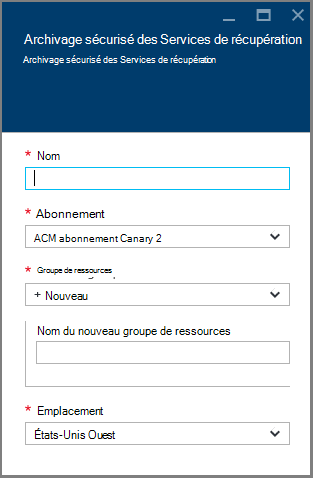 Archivage sécurisé des Services de récupération
Archivage sécurisé des Services de récupération
* Nom
* Abonnement
ACM abonnement Canary 2
* Groupe de ressources
+ Nouveau
Nom du nouveau groupe de ressources
* Emplacement
États-Unis Ouest